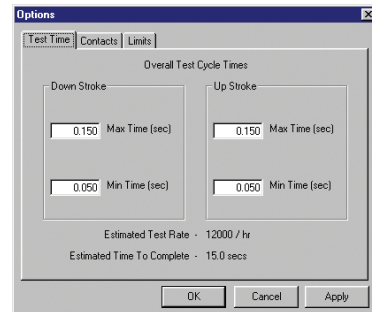 Options
Test Time Contacts Limits
Overall Test Cycle Times
Down Stroke
0.150 Max Time (sec)
0.050 Min Time (sec)
Up Stroke
0.150 Max Time (sec)
0.050 Min Time (sec)
Estimated Test Rate - 12000 / hr
Estimated Time To Complete - 15.0 secs
OK Cancel Apply